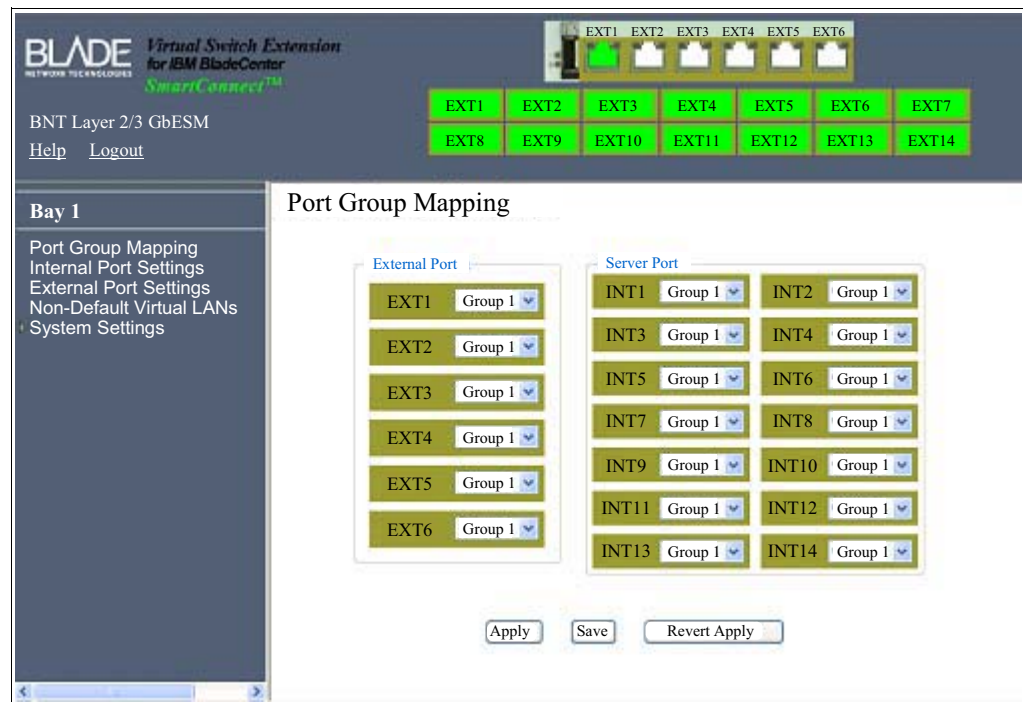 BLADE
NETWORK TECHNOLOGIES
Virtual Switch Extension
for IBM BladeCenter
SmartConnect™
BNT Layer 2/3 GbESM
Help Logout
EXT1 EXT2 EXT3 EXT4 EXT5 EXT6
EXT1 EXT2 EXT3 EXT4 EXT5 EXT6 EXT7
EXT8 EXT9 EXT10 EXT11 EXT12 EXT13 EXT14
Bay 1
Port Group Mapping
Internal Port Settings
External Port Settings
Non-Default Virtual LANs
System Settings
Port Group Mapping
External Port
EXT1 Group 1
EXT2 Group 1
EXT3 Group 1
EXT4 Group 1
EXT5 Group 1
EXT6 Group 1
Server Port
INT1 Group 1 INT2 Group 1
INT3 Group 1 INT4 Group 1
INT5 Group 1 INT6 Group 1
INT7 Group 1 INT8 Group 1
INT9 Group 1 INT10 Group 1
INT11 Group 1 INT12 Group 1
INT13 Group 1 INT14 Group 1
Apply Save Revert Apply